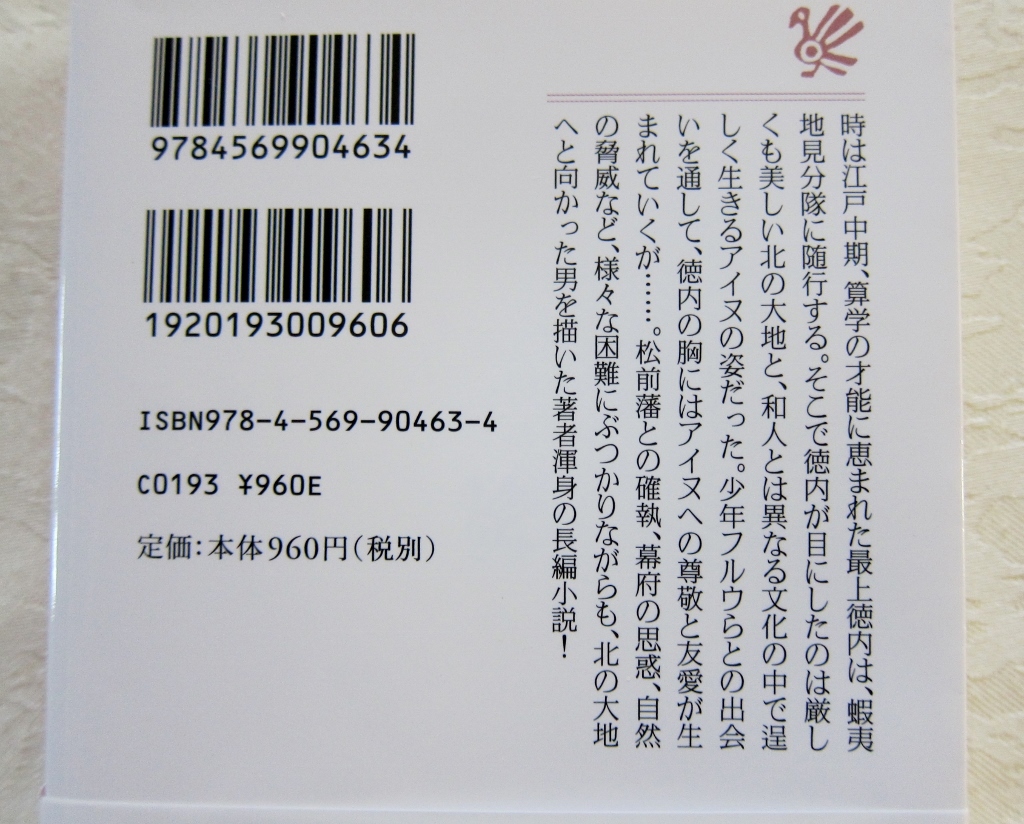 時は江戸中期、算学の才能に恵まれた最上徳内は、蝦夷
地見分隊に随行する。そこで徳内が目にしたのは厳し
くも美しい北の大地と、和人とは異なる文化の中で逞
しく生きるアイヌの姿だった。少年フルウらとの出会
いを通して、徳内の胸にはアイヌへの尊敬と友愛が生
まれていくが……。松前藩との確執、幕府の思惑、自然
の脅威など、様々な困難にぶつかりながらも、北の大地
へと向かった男を描いた著者渾身の長編小説！
9784569904634
1920193009606
ISBN978-4-569-90463-4
C0193 ¥960E
定価：本体960円（税別）